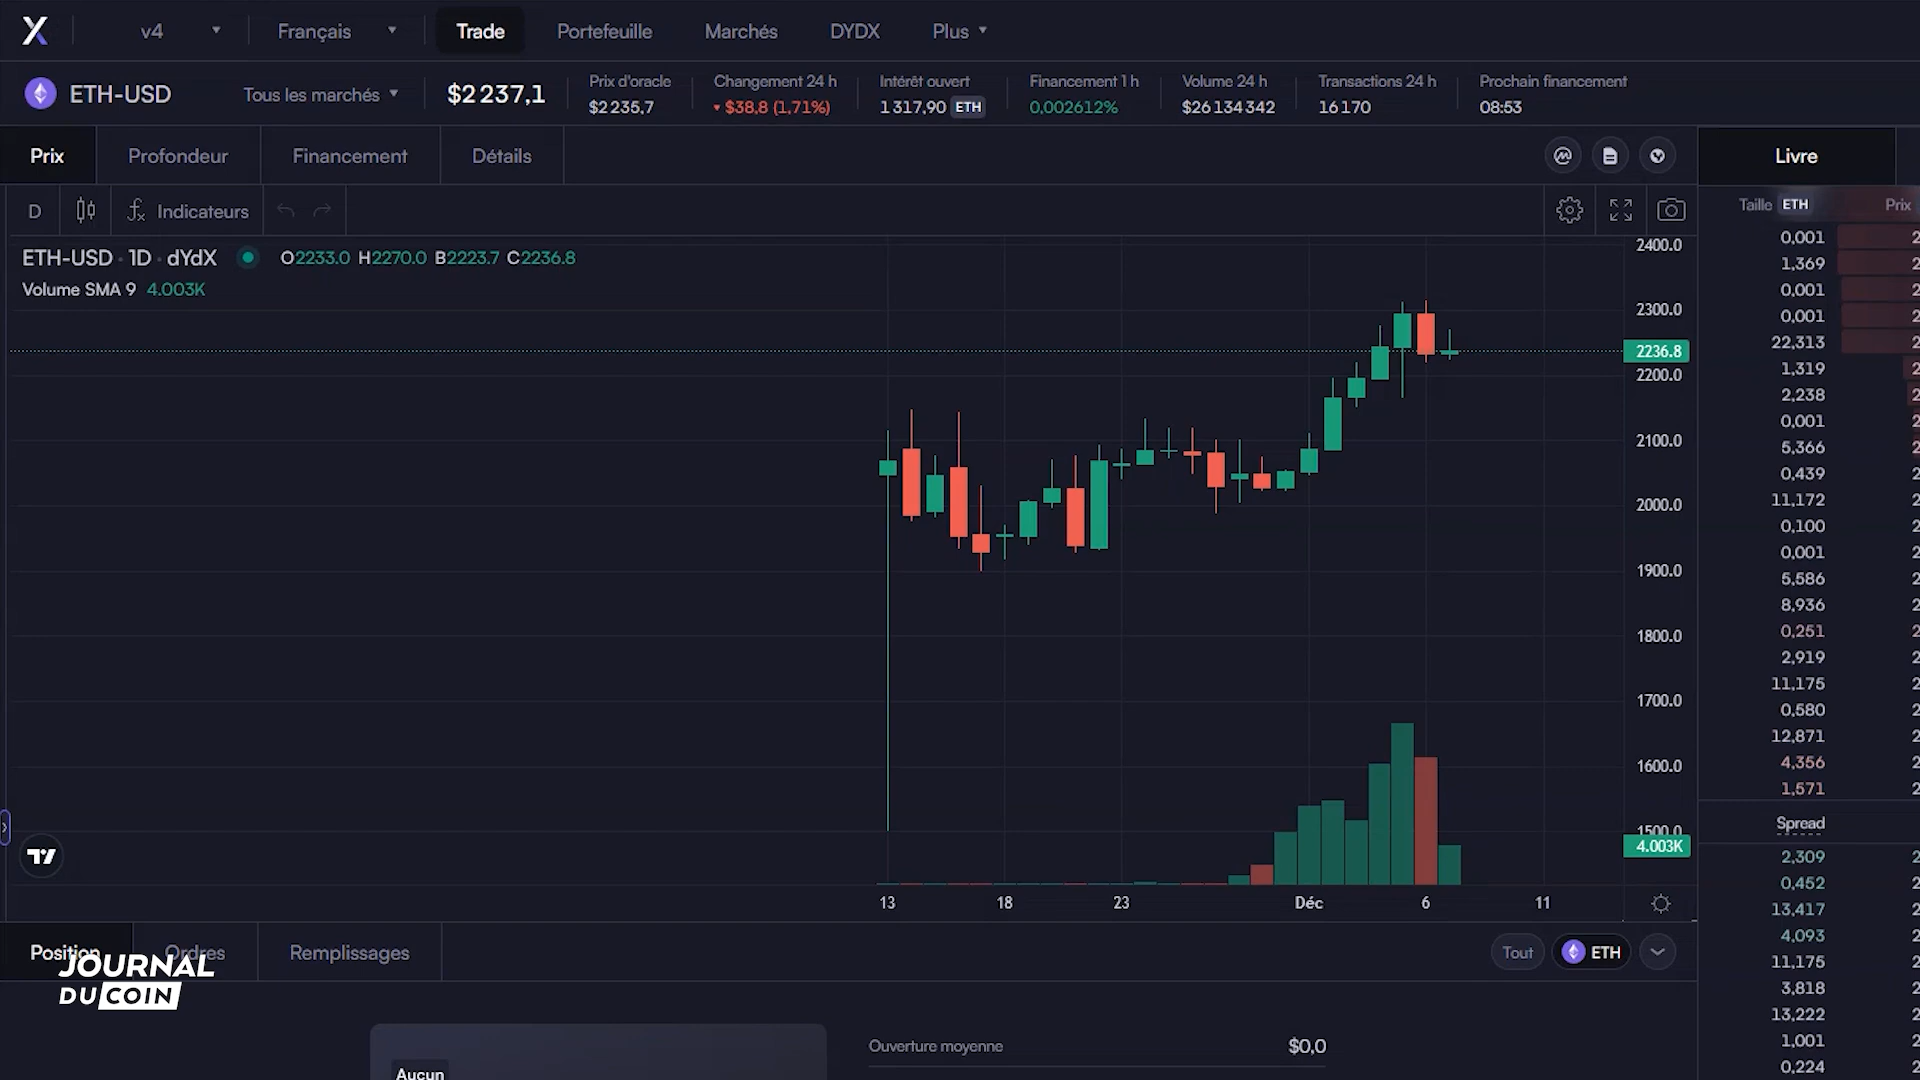 v4 Français Trade Portefeuille Marchés DYDX Plus
ETH-USD Tous les marchés $2 237,1
Prix d'oracle Changement 24 h Intérêt ouvert Financement 1 h Volume 24 h Transactions 24 h Prochain financement
$2 235,7 $38,8 (1,71%) 1 317,90 ETH 0,002612% $26 134 342 16 170 08:53
Prix Profondeur Financement Détails
Livre
D Indicateurs
Taille ETH Prix
ETH-USD · 1D · dYdX O2233.0 H2270.0 B2223.7 C2236.8
Volume SMA 9 4.003K
2400.0
2300.0
2236.8
2200.0
2100.0
2000.0
1900.0
1800.0
1700.0
1600.0
1500.0
4.003K
13 18 23 Déc 6 11
0,001
1,369
0,001
0,001
22,313
1,319
2,238
0,001
5,366
0,439
11,172
0,100
0,001
5,586
8,936
0,251
2,919
11,175
0,580
12,871
4,356
1,571
Spread
2,309
0,452
13,417
4,093
11,175
3,818
13,222
1,001
0,224
Position Ordres Remplissages
Tout ETH
JOURNAL
DU COIN
Aucun
Ouverture moyenne $0,0